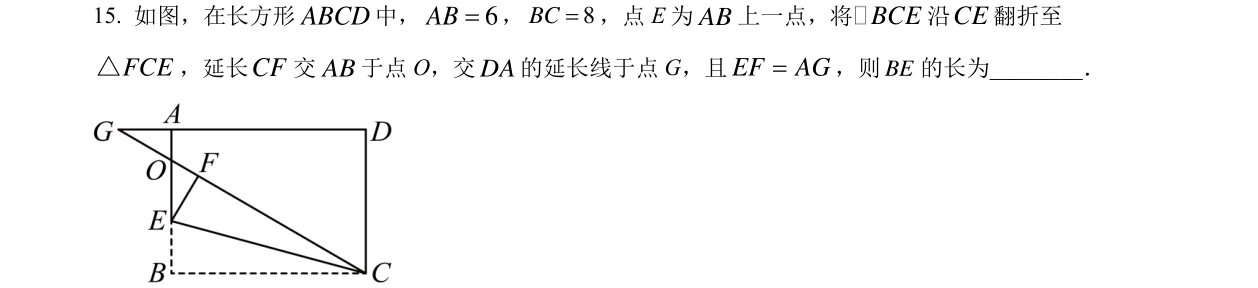 15. 如图，在长方形 ABCD 中， AB = 6， BC = 8，点 E 为 AB 上一点，将□BCE 沿 CE 翻折至
△FCE，延长 CF 交 AB 于点 O，交 DA 的延长线于点 G，且 EF = AG，则 BE 的长为________．
A
G
D
O
F
E
B
C